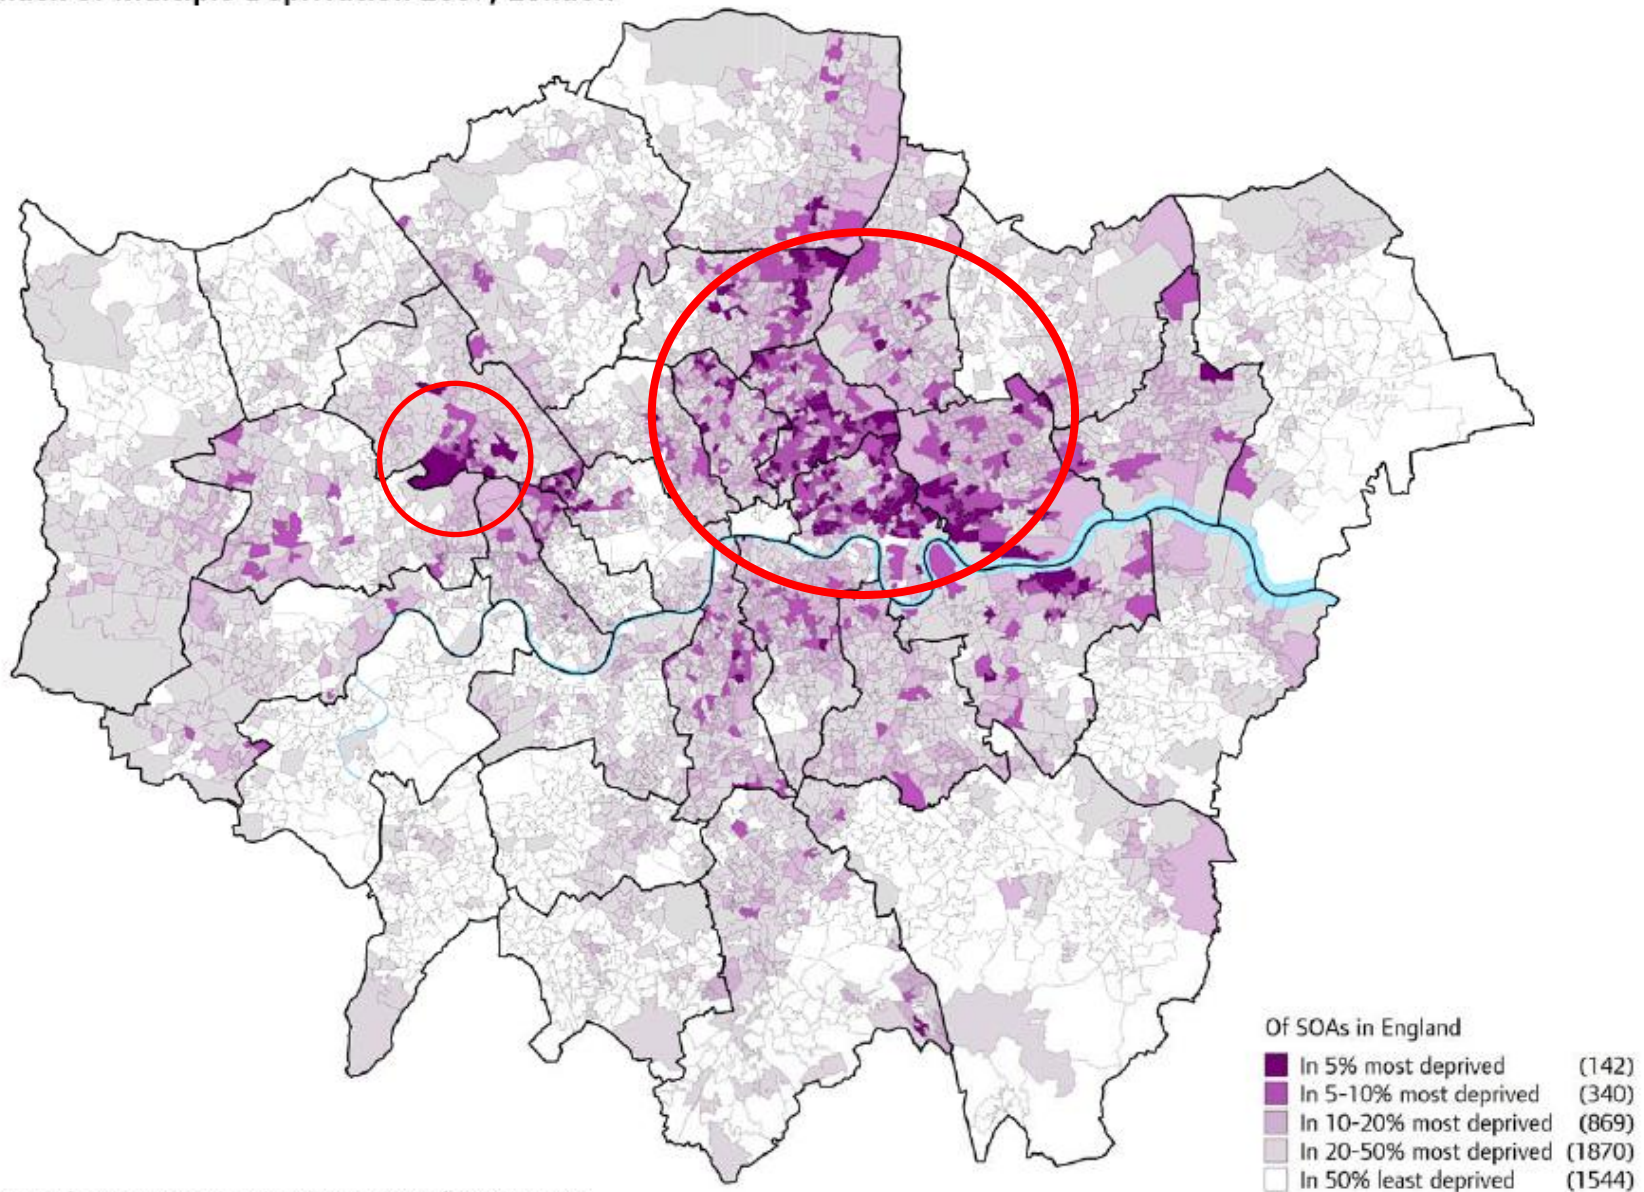 Of SOAs in England
In 5% most deprived (142)
In 5-10% most deprived (340)
In 10-20% most deprived (869)
In 20-50% most deprived (1870)
In 50% least deprived (1544)